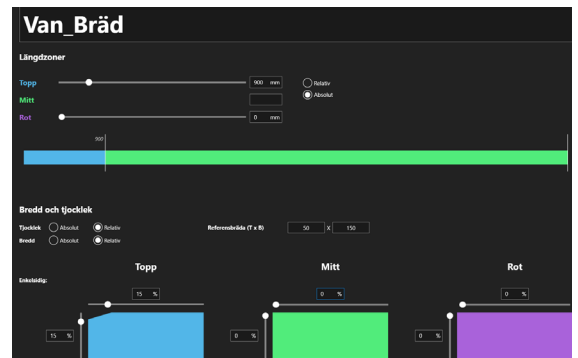 Van_Bräd
Längdzoner
Topp 900 mm Relativ
Mitt Absolut
Rot 0 mm
900
Bredd och tjocklek
Tjocklek Absolut Relativ Referensbräda (T x B) 50 X 150
Bredd Absolut Relativ
Topp Mitt Rot
Enkelsidig:
15 % 0 % 0 %
15 % 0 % 0 %